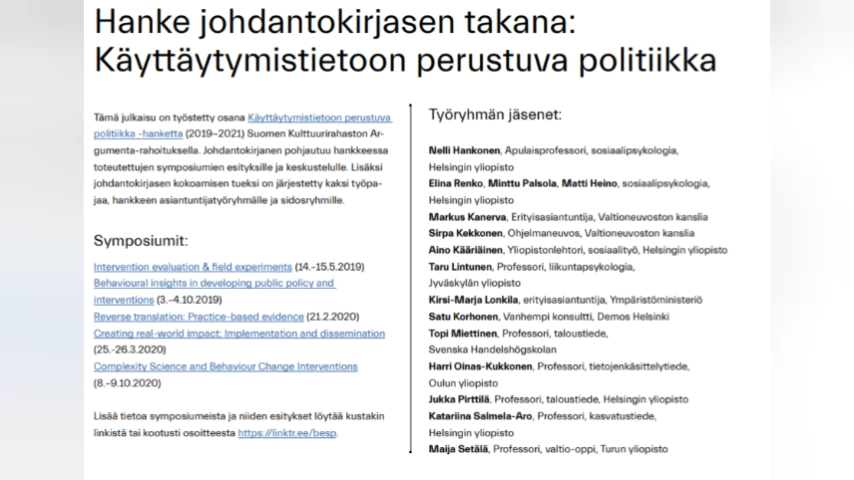 Hanke johdantokirjasen takana:
Käyttäytymistietoon perustuva politiikka
Tämä julkaisu on työstetty osana Käyttäytymistietoon perustuva
politiikka -hanketta (2019–2021) Suomen Kulttuurirahaston Ar-
gumenta-rahoituksella. Johdantokirjanen pohjautuu hankkeessa
toteutettujen symposiumien esityksille ja keskustelulle. Lisäksi
johdantokirjasen kokoamisen tueksi on järjestetty kaksi työpa-
jaa, hankkeen asiantuntijatyöryhmälle ja sidosryhmille.
Symposiumit:
Intervention evaluation & field experiments (14.-15.5.2019)
Behavioural insights in developing public policy and
interventions (3.-4.10.2019)
Reverse translation: Practice-based evidence (21.2.2020)
Creating real-world impact: Implementation and dissemination
(25.-26.3.2020)
Complexity Science and Behaviour Change Interventions
(8.-9.10.2020)
Lisää tietoa symposiumeista ja niiden esitykset löytää kustakin
linkistä tai kootusti osoitteesta https://linktr.ee/besp.
Työryhmän jäsenet:
Nelli Hankonen, Apulaisprofessori, sosiaalipsykologia,
Helsingin yliopisto
Elina Renko, Minttu Palsola, Matti Heino, sosiaalipsykologia,
Helsingin yliopisto
Markus Kanerva, Erityisasiantuntija, Valtioneuvoston kanslia
Sirpa Kekkonen, Ohjelmaneuvos, Valtioneuvoston kanslia
Aino Kääriäinen, Yliopistonlehtori, sosiaalityö, Helsingin yliopisto
Taru Lintunen, Professori, liikuntapsykologia,
Jyväskylän yliopisto
Kirsi-Marja Lonkila, erityisasiantuntija, Ympäristöministeriö
Satu Korhonen, Vanhempi konsultti, Demos Helsinki
Topi Miettinen, Professori, taloustiede,
Svenska Handelshögskolan
Harri Oinas-Kukkonen, Professori, tietojenkäsittelytiede,
Oulun yliopisto
Jukka Pirttilä, Professori, taloustiede, Helsingin yliopisto
Katariina Salmela-Aro, Professori, kasvatustiede,
Helsingin yliopisto
Maija Setälä, Professori, valtio-oppi, Turun yliopisto